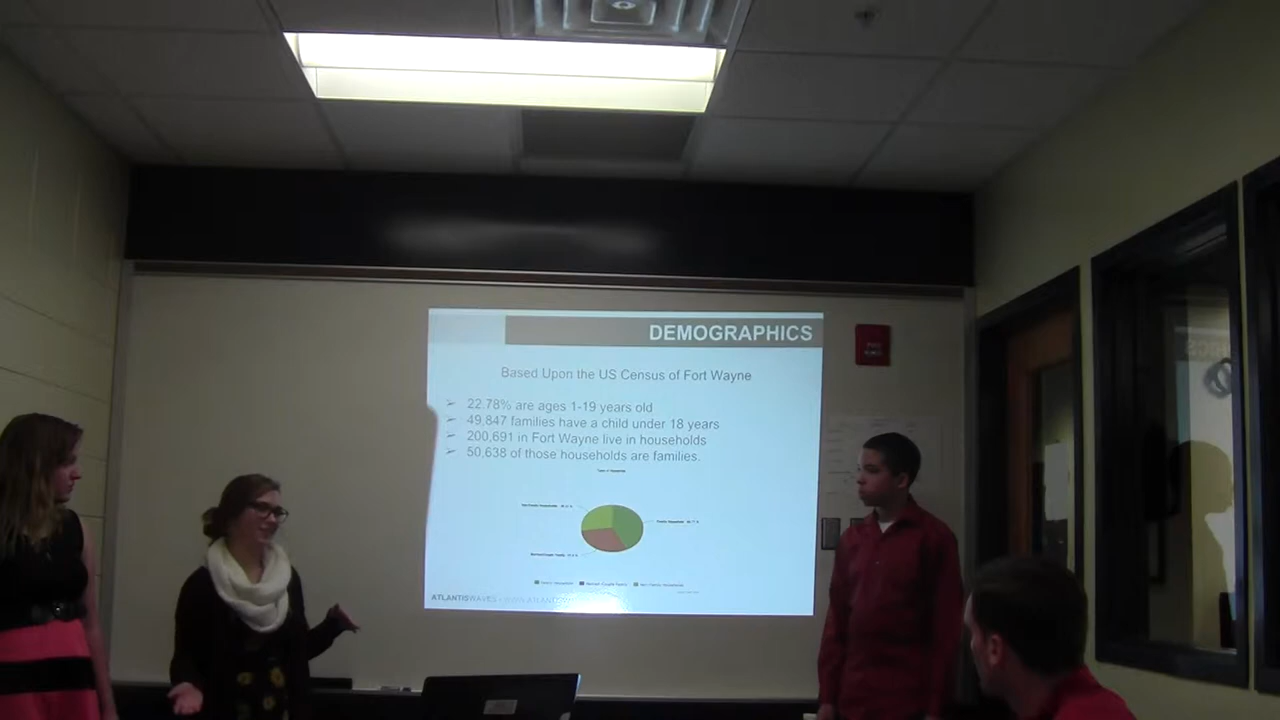 DEMOGRAPHICS
Based Upon the US Census of Fort Wayne
➢ 22.78% are ages 1-19 years old
➢ 49,847 families have a child under 18 years
➢ 200,691 in Fort Wayne live in households
➢ 50,638 of those households are families.
ATLANTISWAVES